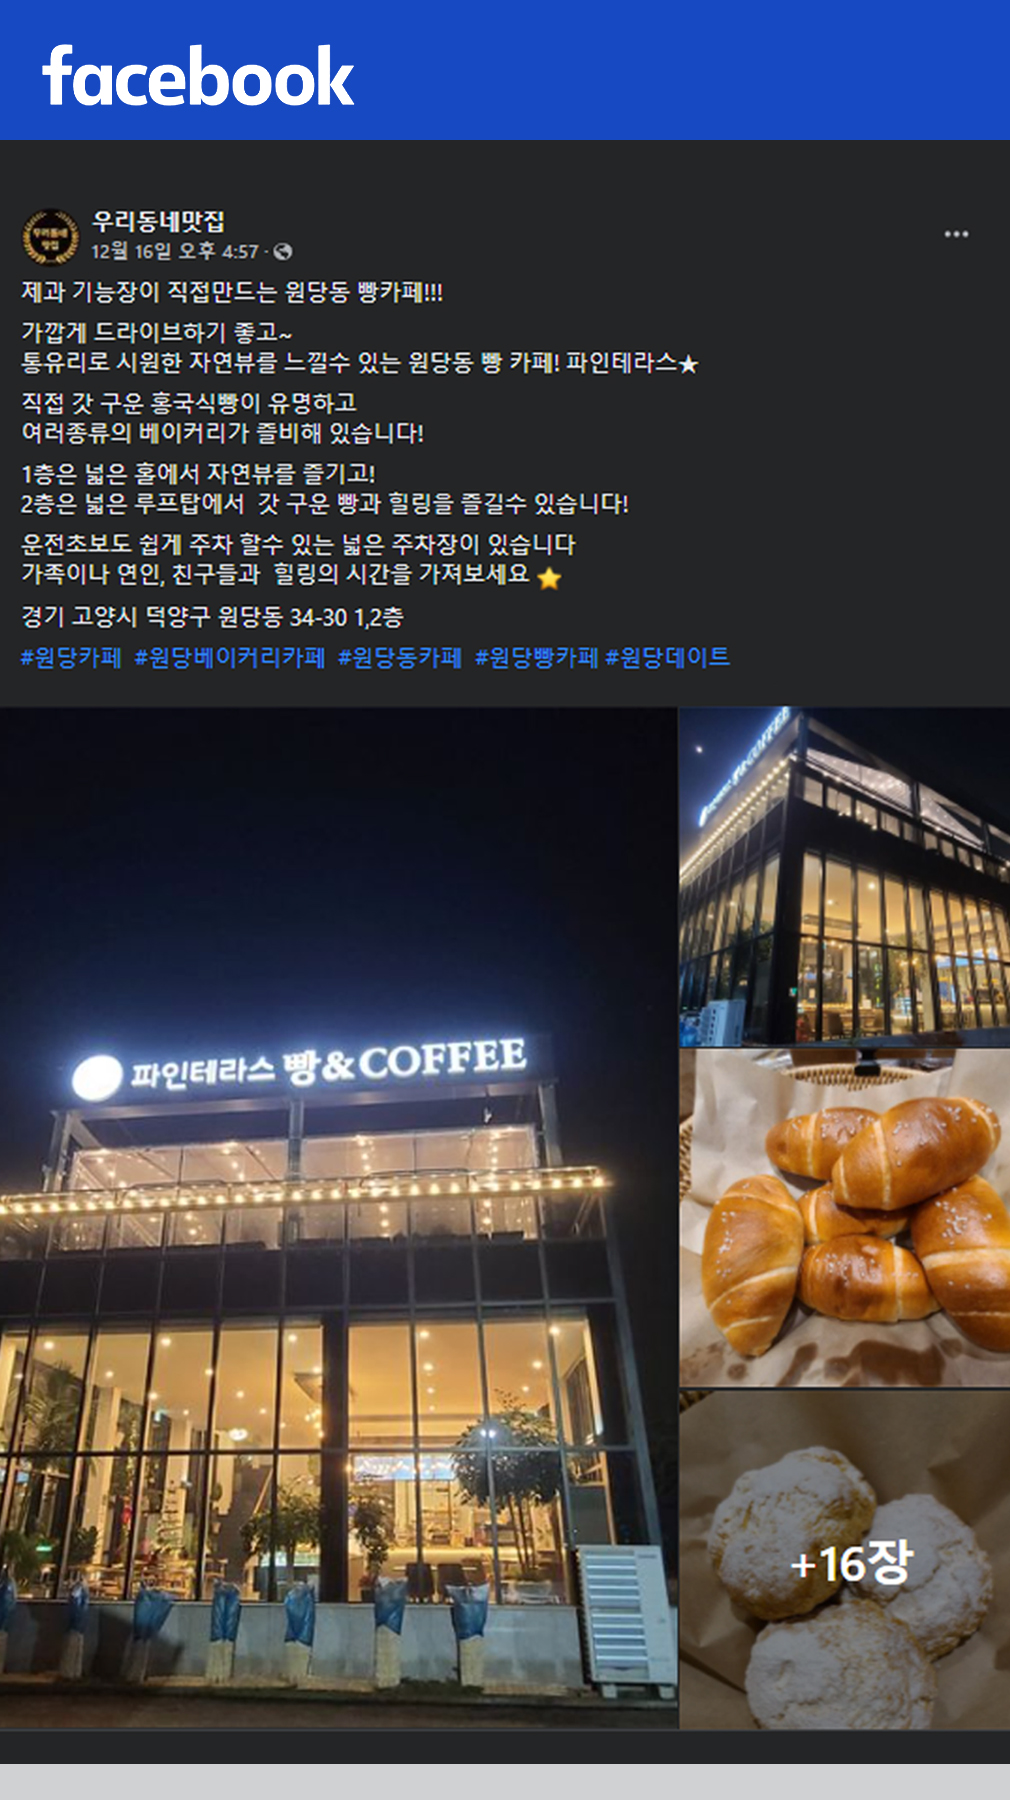 facebook
우리동네맛집
우리동네
맛집
12월 16일 오후 4:57 ·
제과 기능장이 직접만드는 원당동 빵카페!!!
가깝게 드라이브하기 좋고~
통유리로 시원한 자연뷰를 느낄수 있는 원당동 빵 카페! 파인테라스★
직접 갓 구운 홍국식빵이 유명하고
여러종류의 베이커리가 즐비해 있습니다!
1층은 넓은 홀에서 자연뷰를 즐기고!
2층은 넓은 루프탑에서 갓 구운 빵과 힐링을 즐길수 있습니다!
운전초보도 쉽게 주차 할수 있는 넓은 주차장이 있습니다
가족이나 연인, 친구들과 힐링의 시간을 가져보세요 ⭐
경기 고양시 덕양구 원당동 34-30 1,2층
#원당카페 #원당베이커리카페 #원당동카페 #원당빵카페 #원당데이트
파인테라스 빵&COFFEE
빵&COFFEE
+16장